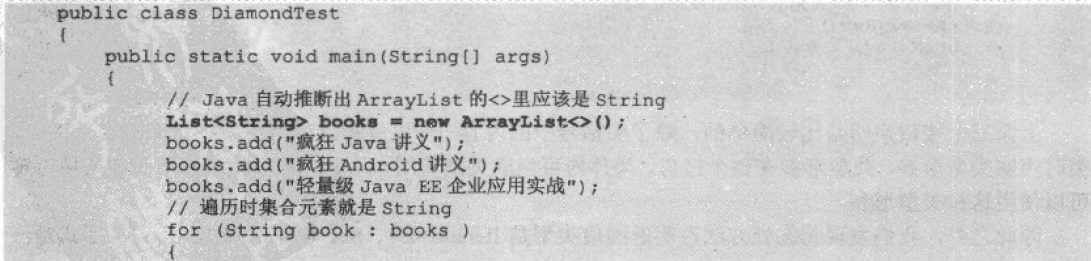 public class DiamondTest
{
public static void main(String[] args)
{
// Java 自动推断出 ArrayList 的<>里应该是 String
List<String> books = new ArrayList<>();
books.add("疯狂 Java 讲义");
books.add("疯狂 Android 讲义");
books.add("轻量级 Java EE 企业应用实战");
// 遍历时集合元素就是 String
for (String book : books )
{